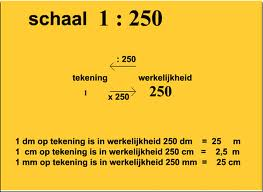 schaal 1 : 250
: 250
tekening werkelijkheid
1 250
x 250
1 dm op tekening is in werkelijkheid 250 dm = 25 m
1 cm op tekening is in werkelijkheid 250 cm = 2,5 m
1 mm op tekening is in werkelijkheid 250 mm = 25 cm